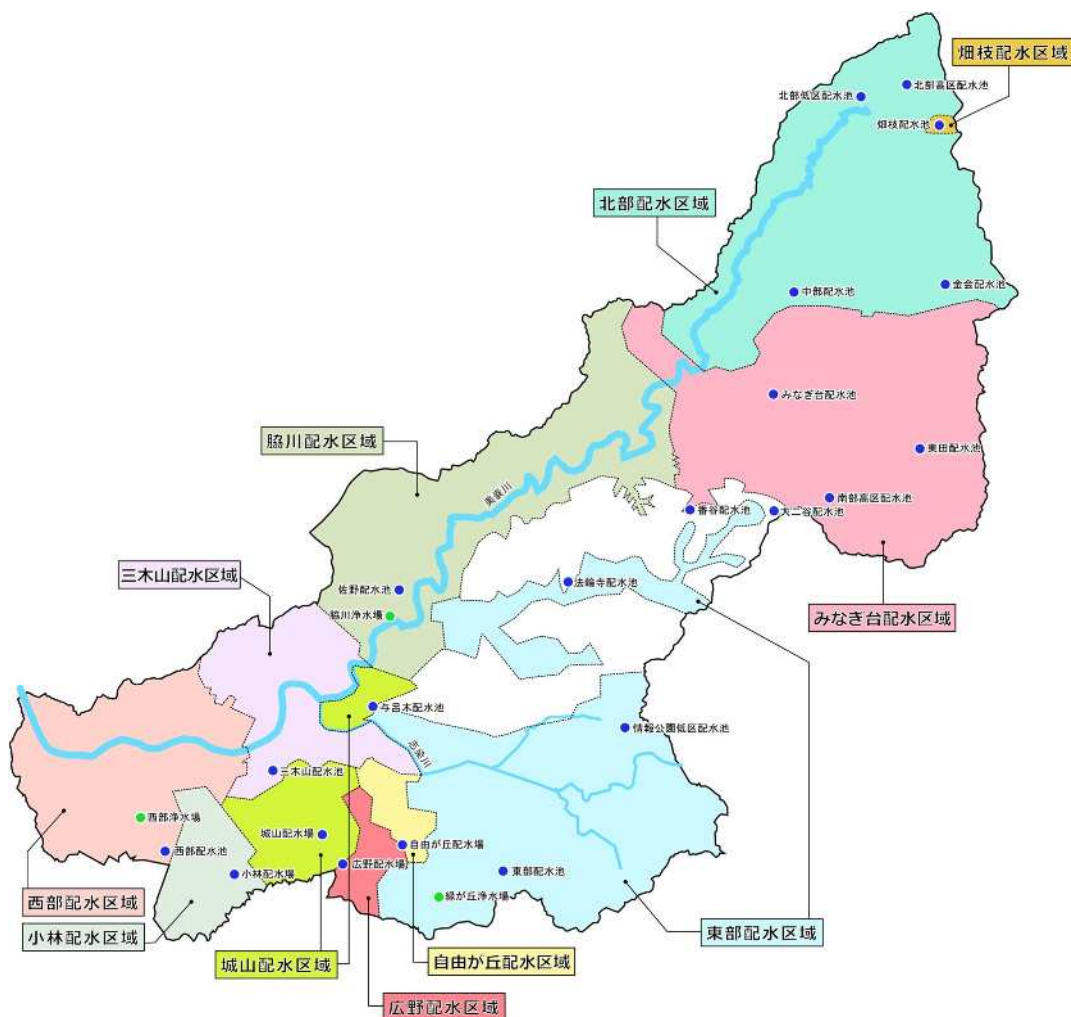 畑枝配水区域
北部高区配水池
北部低区配水池
畑枝配水池
北部配水区域
金会配水池
中部配水池
みなぎ台配水池
脇川配水区域
奥田配水池
美嚢川
南部高区配水池
番谷配水池
大二谷配水池
三木山配水区域
法輪寺配水池
佐野配水池
脇川浄水場
みなぎ台配水区域
与呂木配水池
情報公園低区配水池
志染川
三木山配水池
西部浄水場
城山配水場
自由が丘配水場
西部配水池
広野配水場
小林配水場
東部配水池
緑が丘浄水場
西部配水区域
小林配水区域
東部配水区域
城山配水区域
自由が丘配水区域
広野配水区域